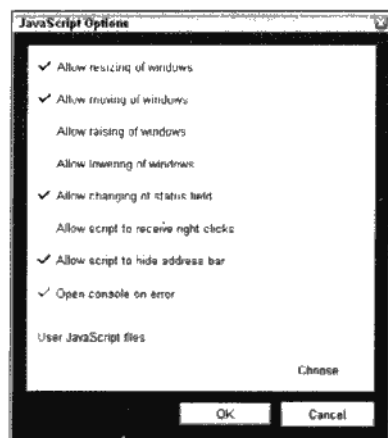 JavaScript Options
Allow resizing of windows
Allow moving of windows
Allow raising of windows
Allow lowering of windows
Allow changing of status field
Allow script to receive right clicks
Allow script to hide address bar
Open console on error
User JavaScript files
Choose
OK Cancel